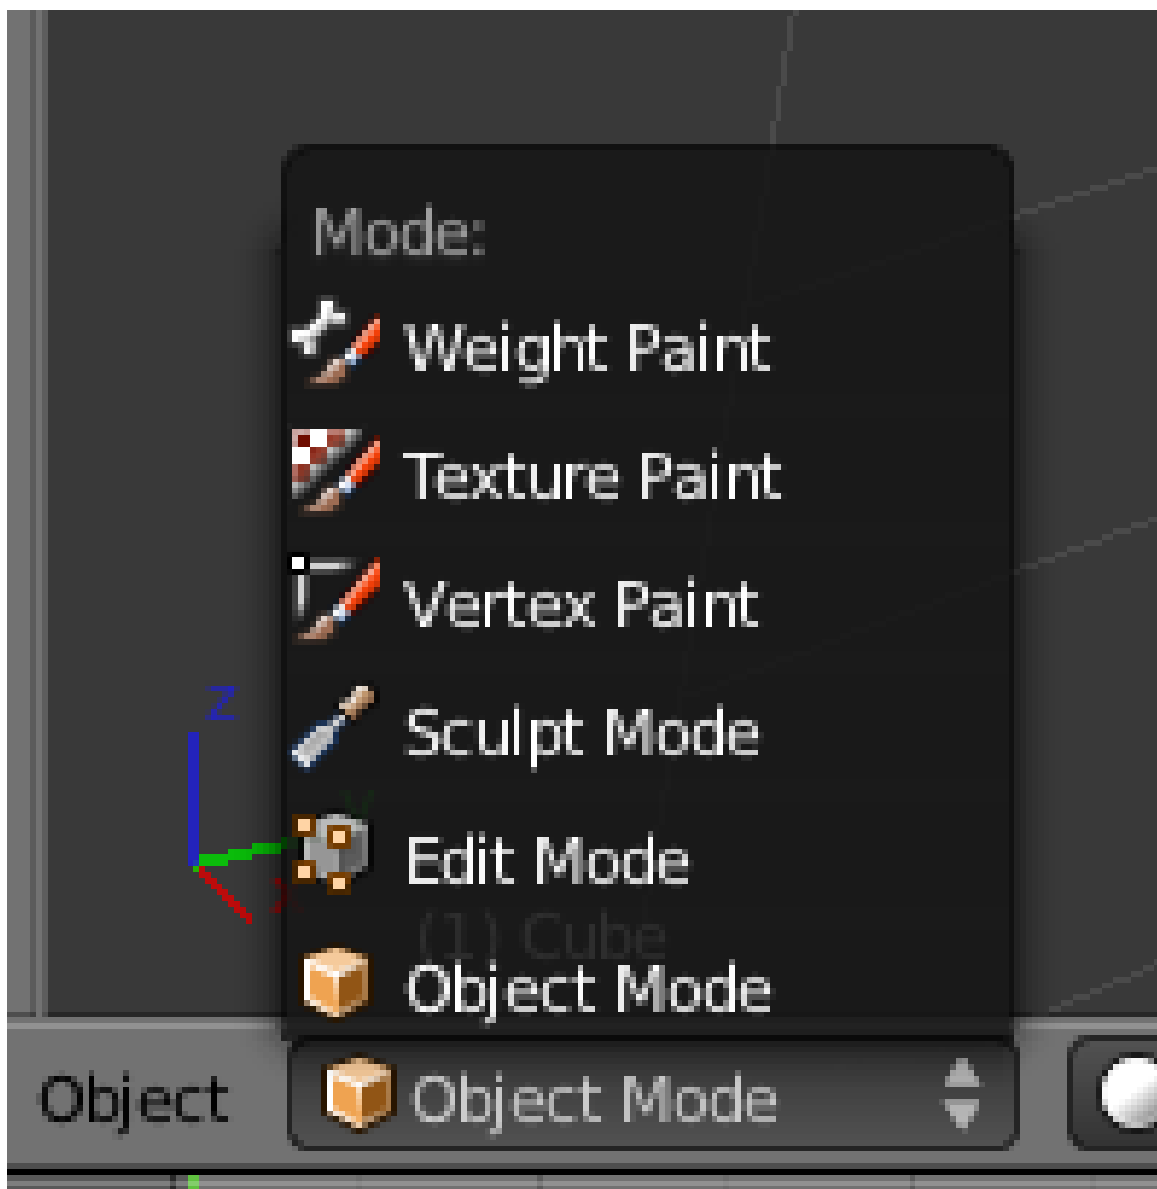 Mode:
Weight Paint
Texture Paint
Vertex Paint
Sculpt Mode
Edit Mode
Object Mode
Z
Y
X
(1) Cube
Object
Object Mode